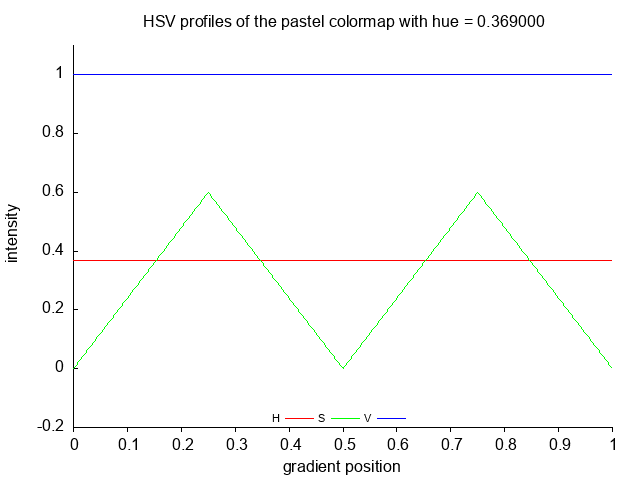 HSV profiles of the pastel colormap with hue = 0.369000
1
0.8
0.6
0.4
0.2
0
-0.2
intensity
H S V
0 0.1 0.2 0.3 0.4 0.5 0.6 0.7 0.8 0.9 1
gradient position